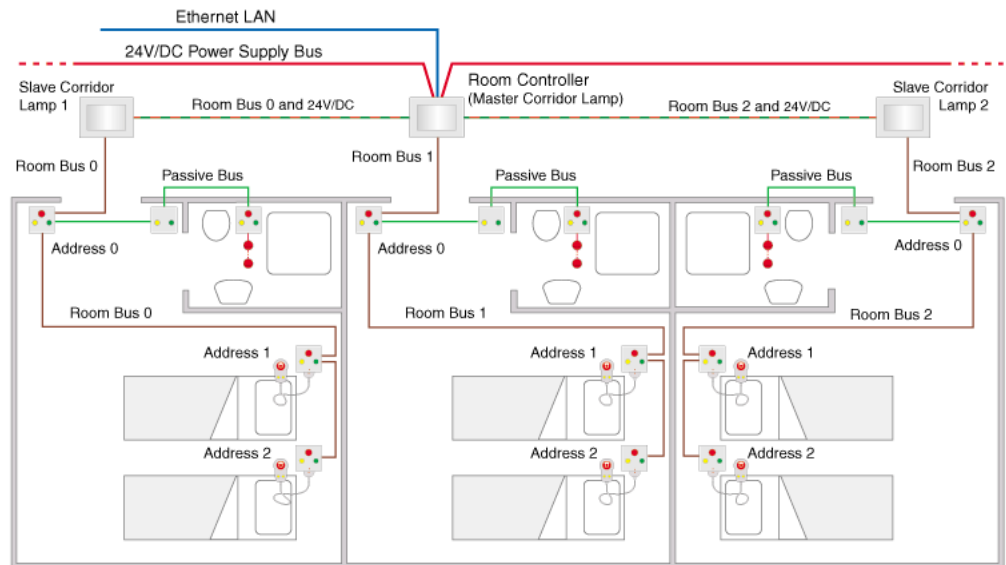 Ethernet LAN
24V/DC Power Supply Bus
Slave Corridor
Lamp 1
Room Bus 0 and 24V/DC
Room Controller
(Master Corridor Lamp)
Room Bus 2 and 24V/DC
Slave Corridor
Lamp 2
Room Bus 0
Passive Bus
Room Bus 1
Passive Bus
Passive Bus
Room Bus 2
Address 0
Address 0
Address 0
Room Bus 0
Room Bus 1
Room Bus 2
Address 1
Address 1
Address 1
Address 2
Address 2
Address 2